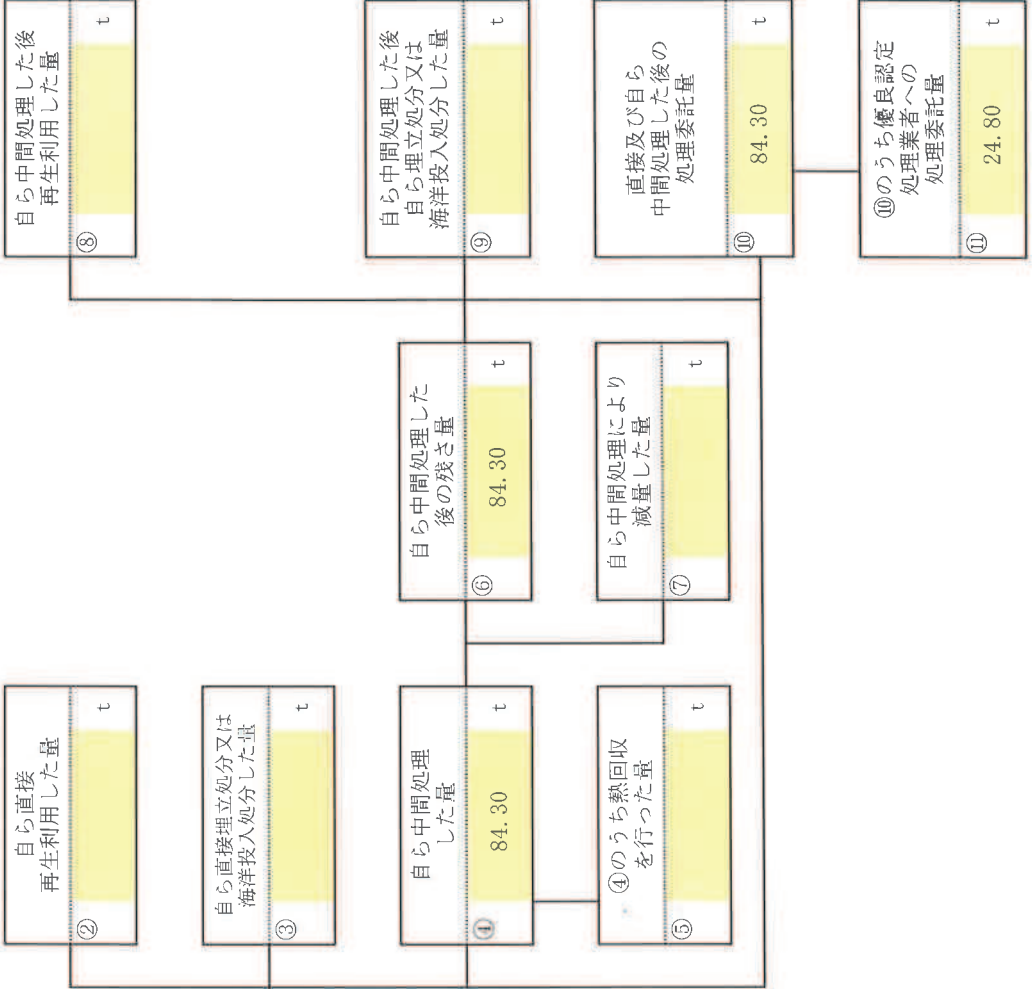 自ら直接
再生利用した量
②
t
自ら直接埋立処分又は
海洋投入処分した量
③
t
自ら中間処理
した量
④
84.30
t
④のうち熱回収
を行った量
⑤
t
自ら中間処理した
後の残さ量
⑥
84.30
t
自ら中間処理により
減量した量
⑦
t
自ら中間処理した後
再生利用した量
⑧
t
自ら中間処理した後
自ら埋立処分又は
海洋投入処分した量
⑨
t
直接及び自ら
中間処理した後の
処理委託量
⑩
84.30
t
⑩のうち優良認定
処理業者への
処理委託量
⑪
24.80
t